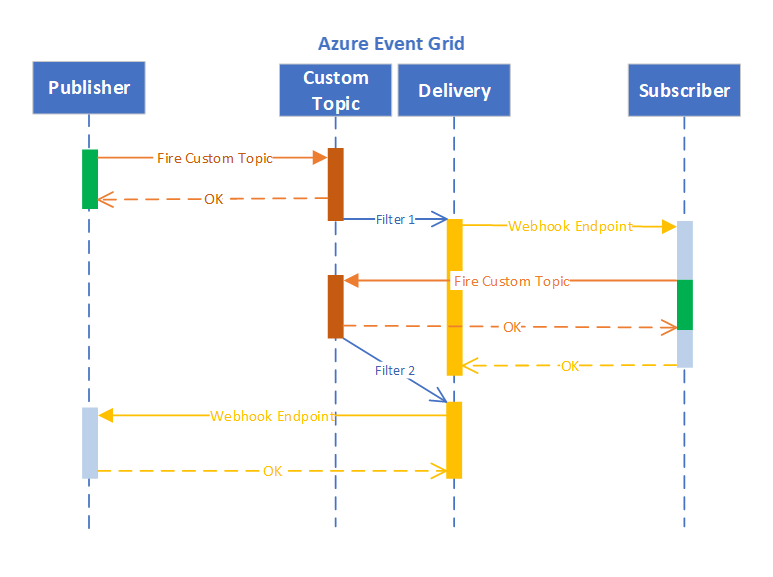 Azure Event Grid
Publisher
Custom
Topic
Delivery
Subscriber
Fire Custom Topic
OK
Filter 1
Webhook Endpoint
Fire Custom Topic
OK
Filter 2
OK
Webhook Endpoint
OK